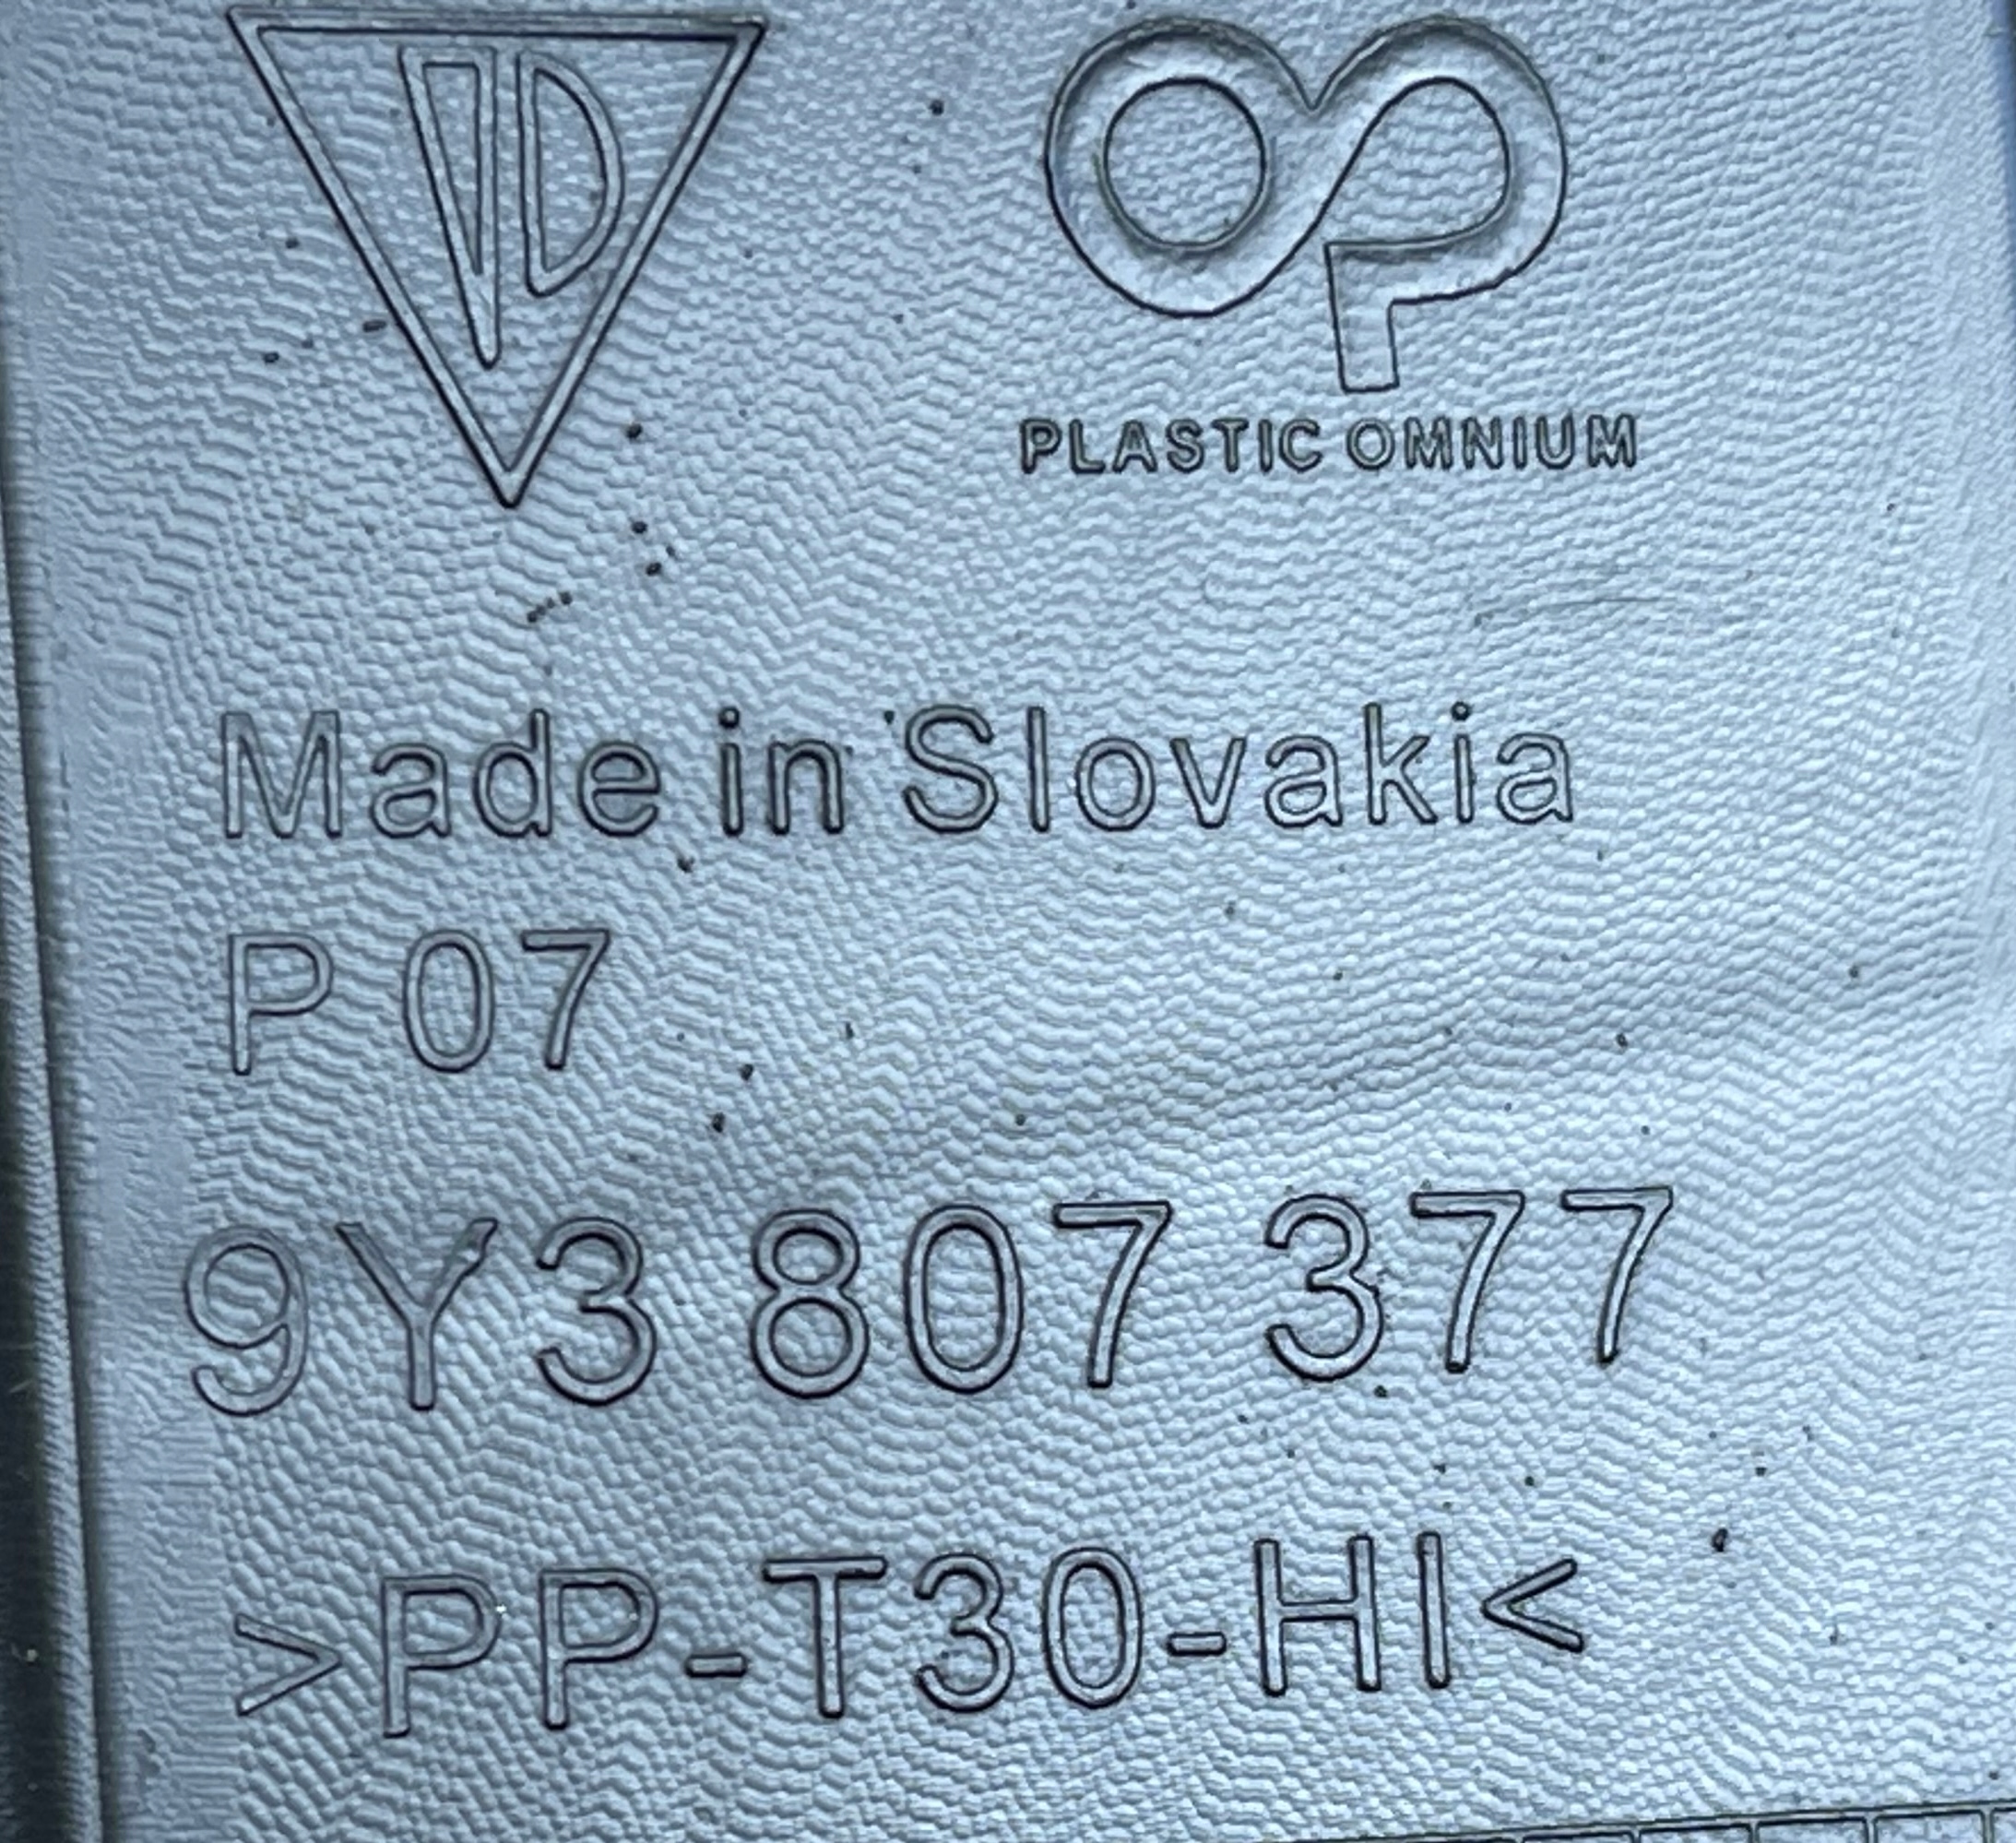 PLASTIC OMNIUM
Made in Slovakia
P 07
9Y3 807 377
>PP-T30-HI<